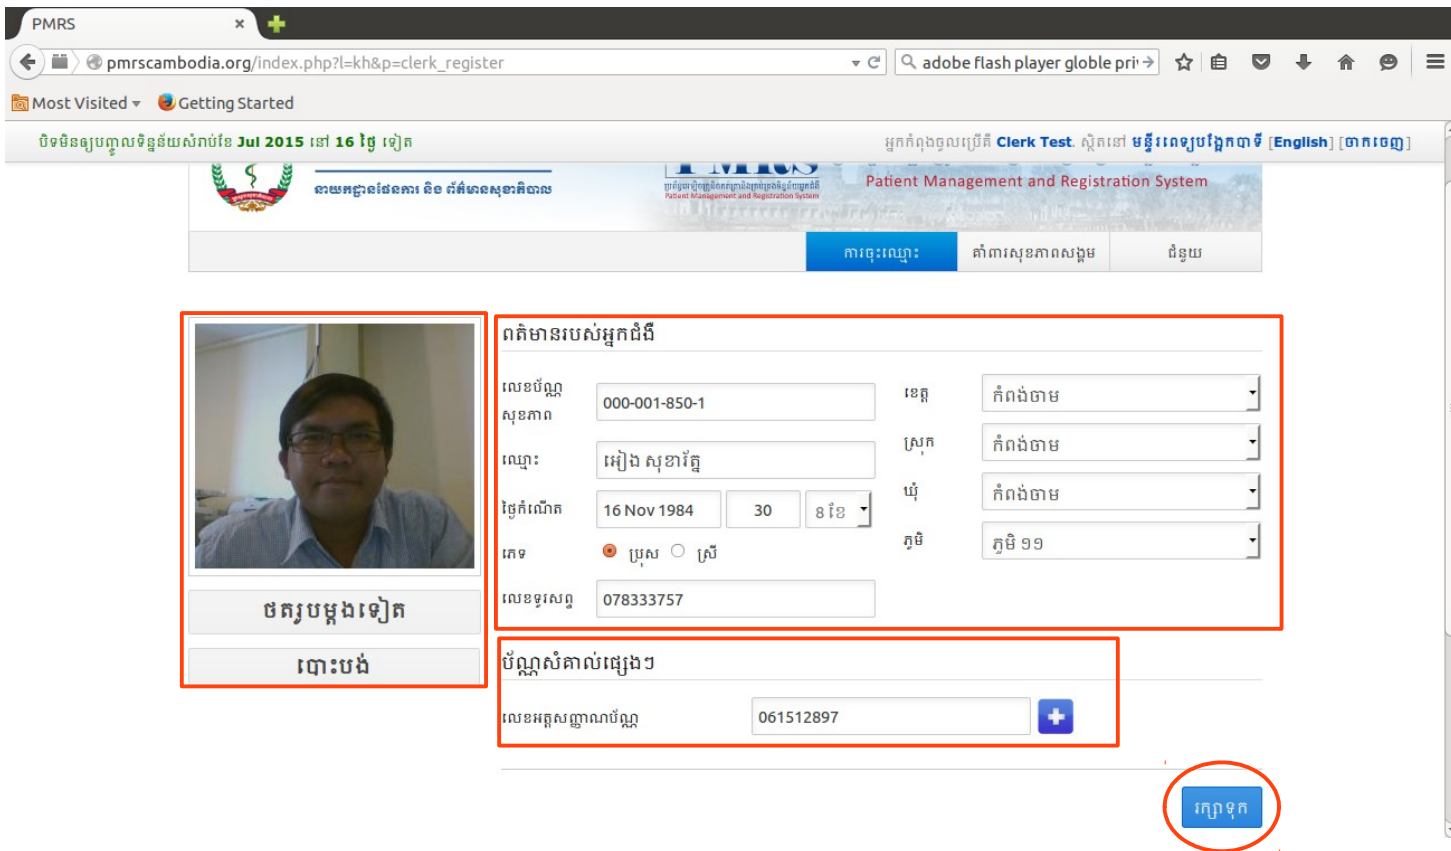 PMRS
pmrscambodia.org/index.php?l=kh&p=clerk_register
adobe flash player globle pri
Most Visited
Getting Started
បិទមិនឲ្យបញ្ចូលទិន្នន័យសំរាប់ខែ Jul 2015 នៅ 16 ថ្ងៃ ទៀត
អ្នកកំពុងចូលប្រើគឺ Clerk Test. ស្ថិតនៅ មន្ទីរពេទ្យបង្អែកបាទី [English] [ចាកចេញ]
នាយកដ្ឋានផែនការ និង ព័ត៌មានសុខាភិបាល
PMRS
Patient Management and Registration System
Patient Management and Registration System
ការចុះឈ្មោះ
គាំពារសុខភាពសង្គម
ជំនួយ
ពត៌មានរបស់អ្នកជំងឺ
លេខប័ណ្ណ
សុខភាព
000-001-850-1
ឈ្មោះ
អៀង សុខារ័ត្ន
ថ្ងៃកំណើត
16 Nov 1984
30
8 ខែ
ភេទ
ប្រុស
ស្រី
លេខទូរសព្ទ
078333757
ខេត្ត
កំពង់ចាម
ស្រុក
កំពង់ចាម
ឃុំ
កំពង់ចាម
ភូមិ
ភូមិ ១១
ថតរូបម្តងទៀត
បោះបង់
ប័ណ្ណសំគាល់ផ្សេងៗ
លេខអត្តសញ្ញាណប័ណ្ណ
061512897
រក្សាទុក